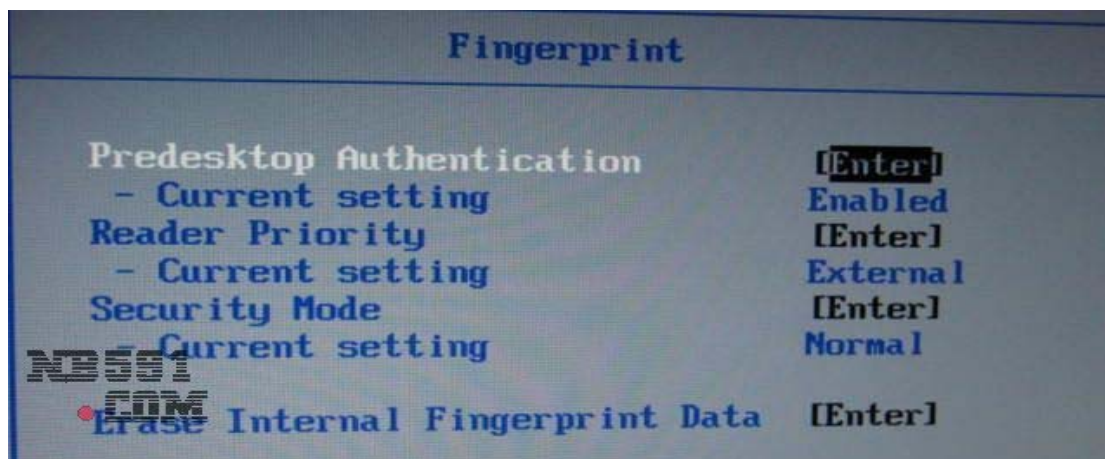 Fingerprint
Predesktop Authentication [Enter]
- Current setting Enabled
Reader Priority [Enter]
- Current setting External
Security Mode [Enter]
- Current setting Normal
NB591
.COM
Erase Internal Fingerprint Data [Enter]